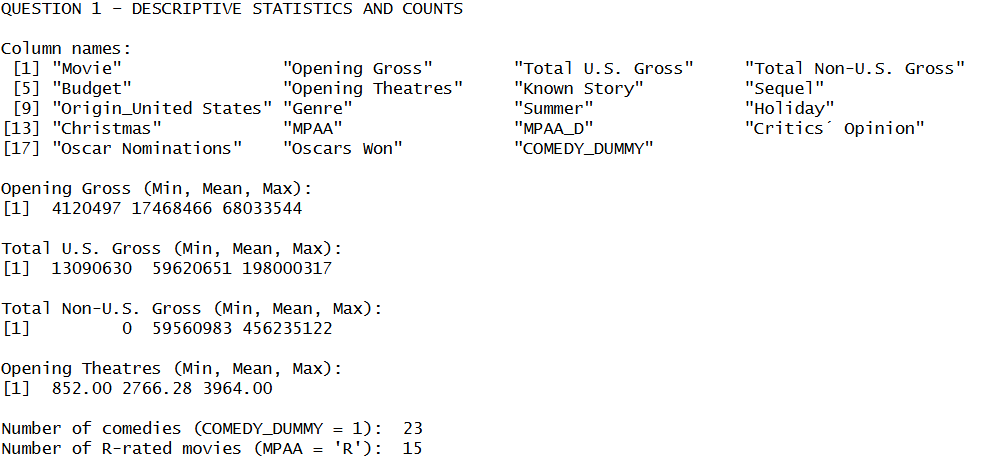 QUESTION 1 - DESCRIPTIVE STATISTICS AND COUNTS
Column names:
[1] "Movie" "Opening Gross" "Total U.S. Gross" "Total Non-U.S. Gross"
[5] "Budget" "Opening Theatres" "Known Story" "Sequel"
[9] "Origin_United States" "Genre" "Summer" "Holiday"
[13] "Christmas" "MPAA" "MPAA_D" "Critics´ Opinion"
[17] "Oscar Nominations" "Oscars Won" "COMEDY_DUMMY"
Opening Gross (Min, Mean, Max):
[1] 4120497 17468466 68033544
Total U.S. Gross (Min, Mean, Max):
[1] 13090630 59620651 198000317
Total Non-U.S. Gross (Min, Mean, Max):
[1] 0 59560983 456235122
Opening Theatres (Min, Mean, Max):
[1] 852.00 2766.28 3964.00
Number of comedies (COMEDY_DUMMY = 1): 23
Number of R-rated movies (MPAA = 'R'): 15